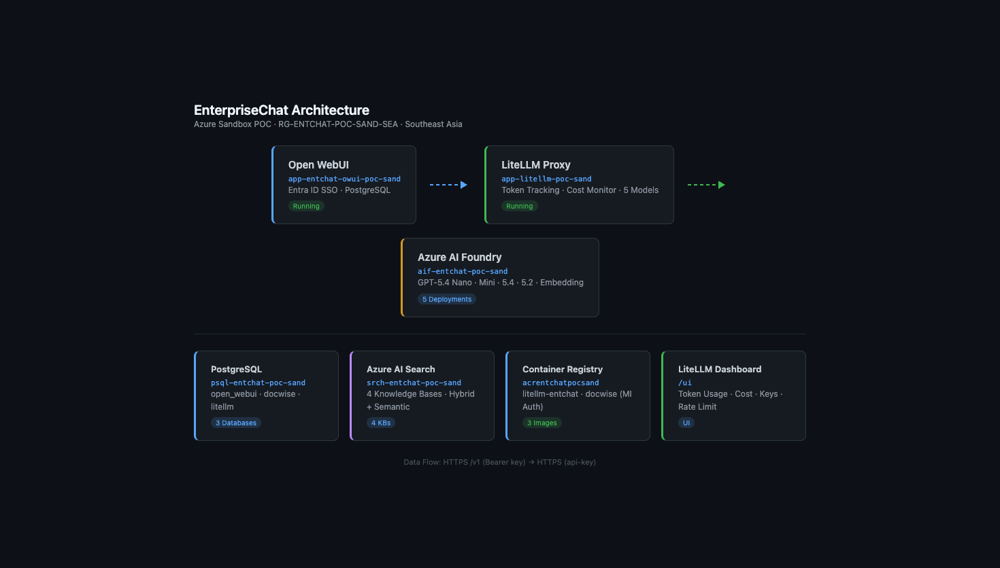 EnterpriseChat Architecture
Azure Sandbox POC · RG-ENTCHAT-POC-SAND-SEA · Southeast Asia
Open WebUI
app-entchat-owui-poc-sand
Entra ID SSO · PostgreSQL
Running
LiteLLM Proxy
app-litellm-poc-sand
Token Tracking · Cost Monitor · 5 Models
Running
Azure AI Foundry
aif-entchat-poc-sand
GPT-5.4 Nano · Mini · 5.4 · 5.2 · Embedding
5 Deployments
PostgreSQL
psql-entchat-poc-sand
open_webui · docwise ·
litellm
3 Databases
Azure AI Search
srch-entchat-poc-sand
4 Knowledge Bases · Hybrid
+ Semantic
4 KBs
Container Registry
acrentchatpocsand
litellm-entchat · docwise (MI
Auth)
3 Images
LiteLLM Dashboard
/ui
Token Usage · Cost · Keys ·
Rate Limit
UI
Data Flow: HTTPS /v1 (Bearer key) → HTTPS (api-key)